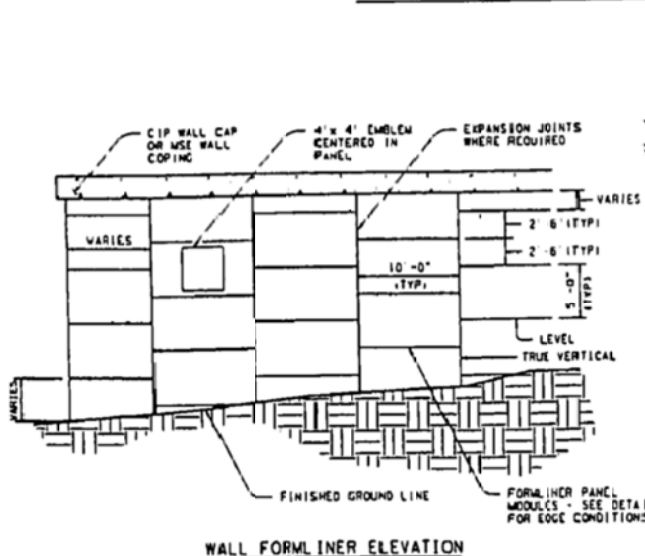 CIP WALL CAP
OR MSE WALL
COPING
4' x 4' EMBLEM
CENTERED IN
PANEL
EXPANSION JOINTS
WHERE REQUIRED
VARIES
2'-6" (TYP)
VARIES
2'-6" (TYP)
10'-0"
(TYP)
5'-0"
(TYP)
LEVEL
TRUE VERTICAL
VARIES
FINISHED GROUND LINE
FORMLINER PANEL
MODULES - SEE DETAI
FOR EDGE CONDITIONS
WALL FORMLINER ELEVATION